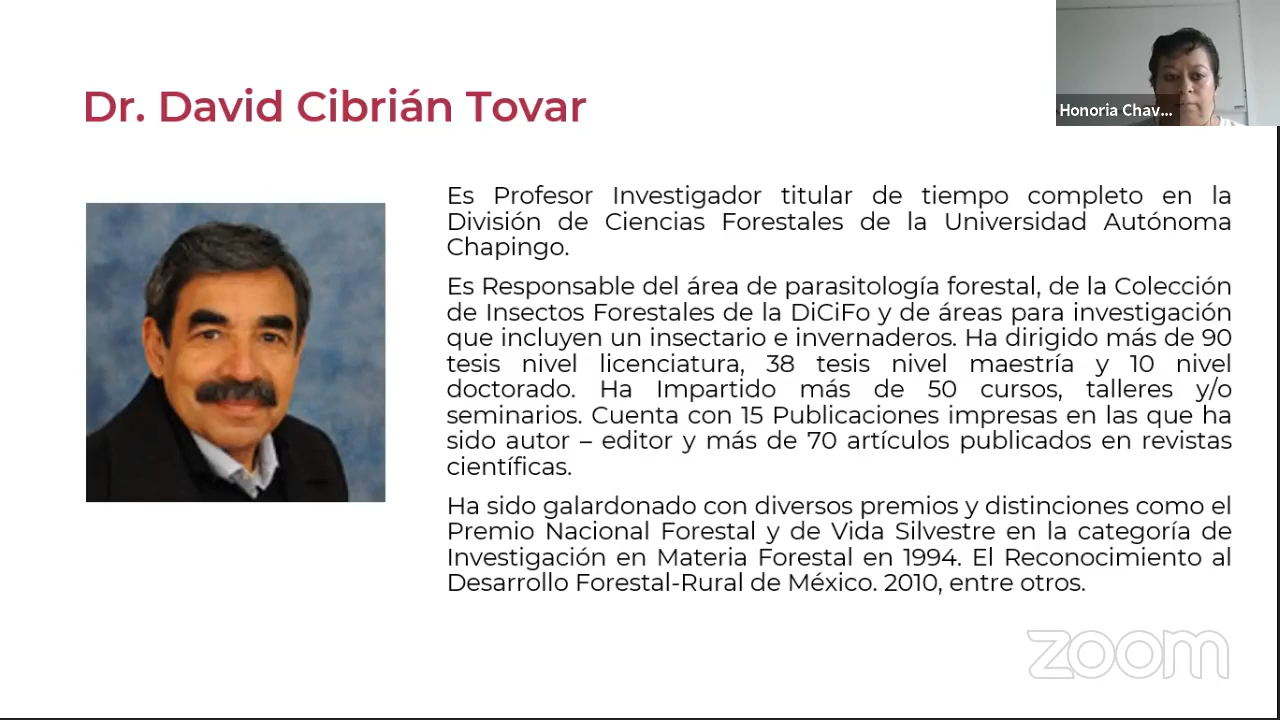 Dr. David Cibrián Tovar
Honoria Chav...
Es Profesor Investigador titular de tiempo completo en la
División de Ciencias Forestales de la Universidad Autónoma
Chapingo.
Es Responsable del área de parasitología forestal, de la Colección
de Insectos Forestales de la DiCiFo y de áreas para investigación
que incluyen un insectario e invernaderos. Ha dirigido más de 90
tesis nivel licenciatura, 38 tesis nivel maestría y 10 nivel
doctorado. Ha Impartido más de 50 cursos, talleres y/o
seminarios. Cuenta con 15 Publicaciones impresas en las que ha
sido autor – editor y más de 70 artículos publicados en revistas
científicas.
Ha sido galardonado con diversos premios y distinciones como el
Premio Nacional Forestal y de Vida Silvestre en la categoría de
Investigación en Materia Forestal en 1994. El Reconocimiento al
Desarrollo Forestal-Rural de México. 2010, entre otros.
zoom